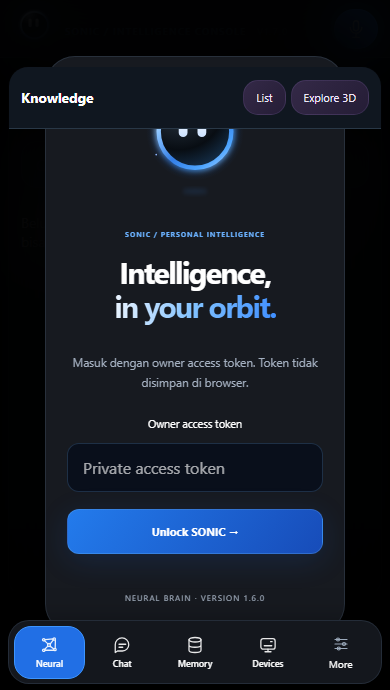 Knowledge
List
Explore 3D
SONIC / PERSONAL INTELLIGENCE
Intelligence,
in your orbit.
Masuk dengan owner access token. Token tidak
disimpan di browser.
Owner access token
Private access token
Unlock SONIC →
NEURAL BRAIN · VERSION 1.6.0
Neural
Chat
Memory
Devices
More